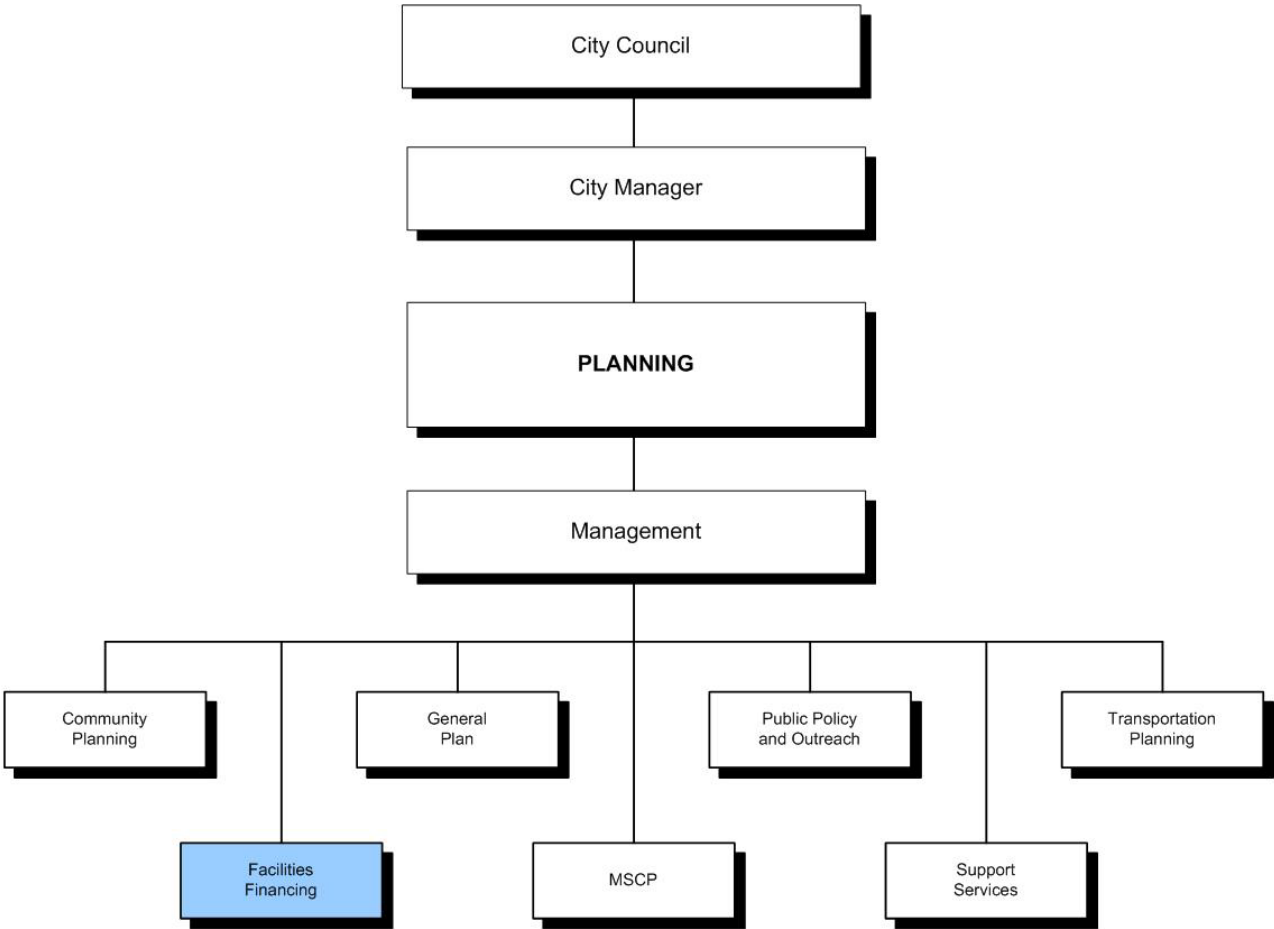 City Council
City Manager
PLANNING
Management
Community
Planning
General
Plan
Public Policy
and Outreach
Transportation
Planning
Facilities
Financing
MSCP
Support
Services